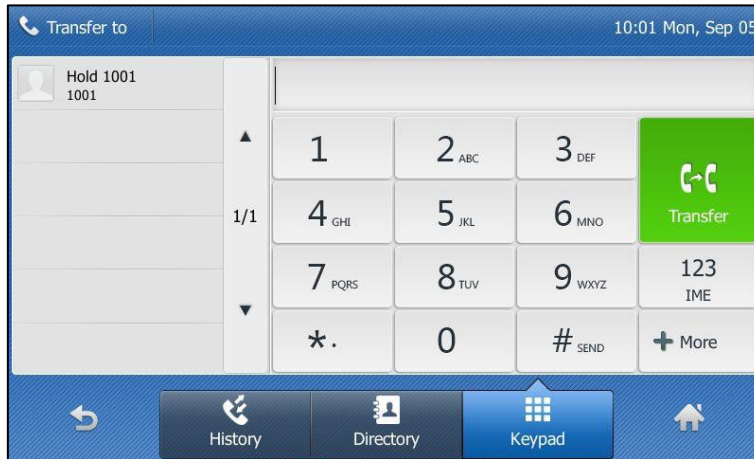 Transfer to
10:01 Mon, Sep 05
Hold 1001
1001
1/1
1
2 ABC
3 DEF
Transfer
4 GHI
5 JKL
6 MNO
7 PQRS
8 TUV
9 WXYZ
123
IME
*.
0
# SEND
+ More
History
Directory
Keypad